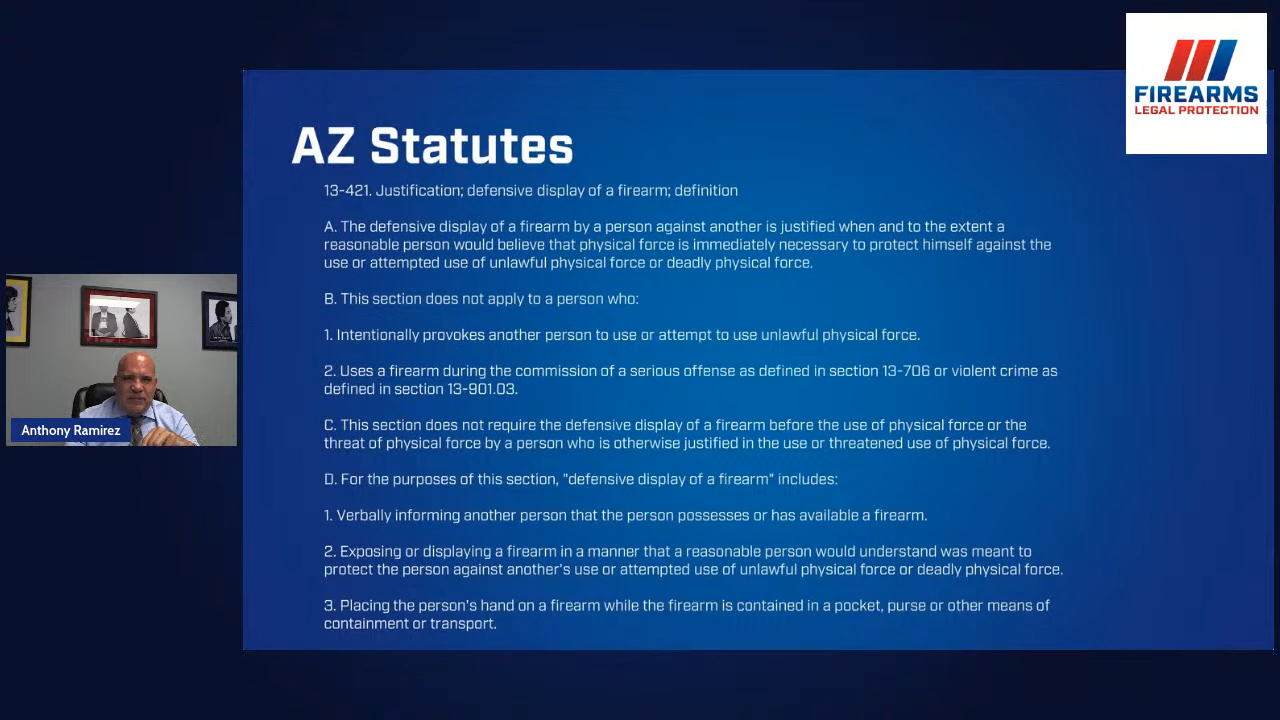 FIREARMS
LEGAL PROTECTION
AZ Statutes
13-421. Justification; defensive display of a firearm; definition
A. The defensive display of a firearm by a person against another is justified when and to the extent a
reasonable person would believe that physical force is immediately necessary to protect himself against the
use or attempted use of unlawful physical force or deadly physical force.
B. This section does not apply to a person who:
1. Intentionally provokes another person to use or attempt to use unlawful physical force.
2. Uses a firearm during the commission of a serious offense as defined in section 13-706 or violent crime as
defined in section 13-901.03.
C. This section does not require the defensive display of a firearm before the use of physical force or the
threat of physical force by a person who is otherwise justified in the use or threatened use of physical force.
D. For the purposes of this section, "defensive display of a firearm" includes:
1. Verbally informing another person that the person possesses or has available a firearm.
2. Exposing or displaying a firearm in a manner that a reasonable person would understand was meant to
protect the person against another's use or attempted use of unlawful physical force or deadly physical force.
3. Placing the person's hand on a firearm while the firearm is contained in a pocket, purse or other means of
containment or transport.
Anthony Ramirez